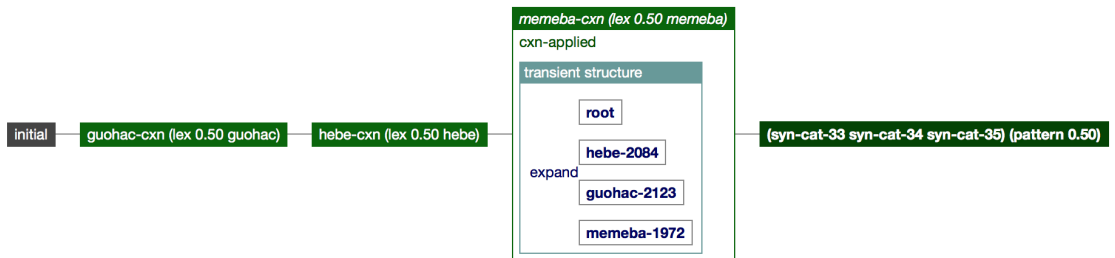 memeba-cxn (lex 0.50 memeba)
cxn-applied
transient structure
root
initial
guohac-cxn (lex 0.50 guohac)
hebe-cxn (lex 0.50 hebe)
(syn-cat-33 syn-cat-34 syn-cat-35) (pattern 0.50)
hebe-2084
expand
guohac-2123
memeba-1972